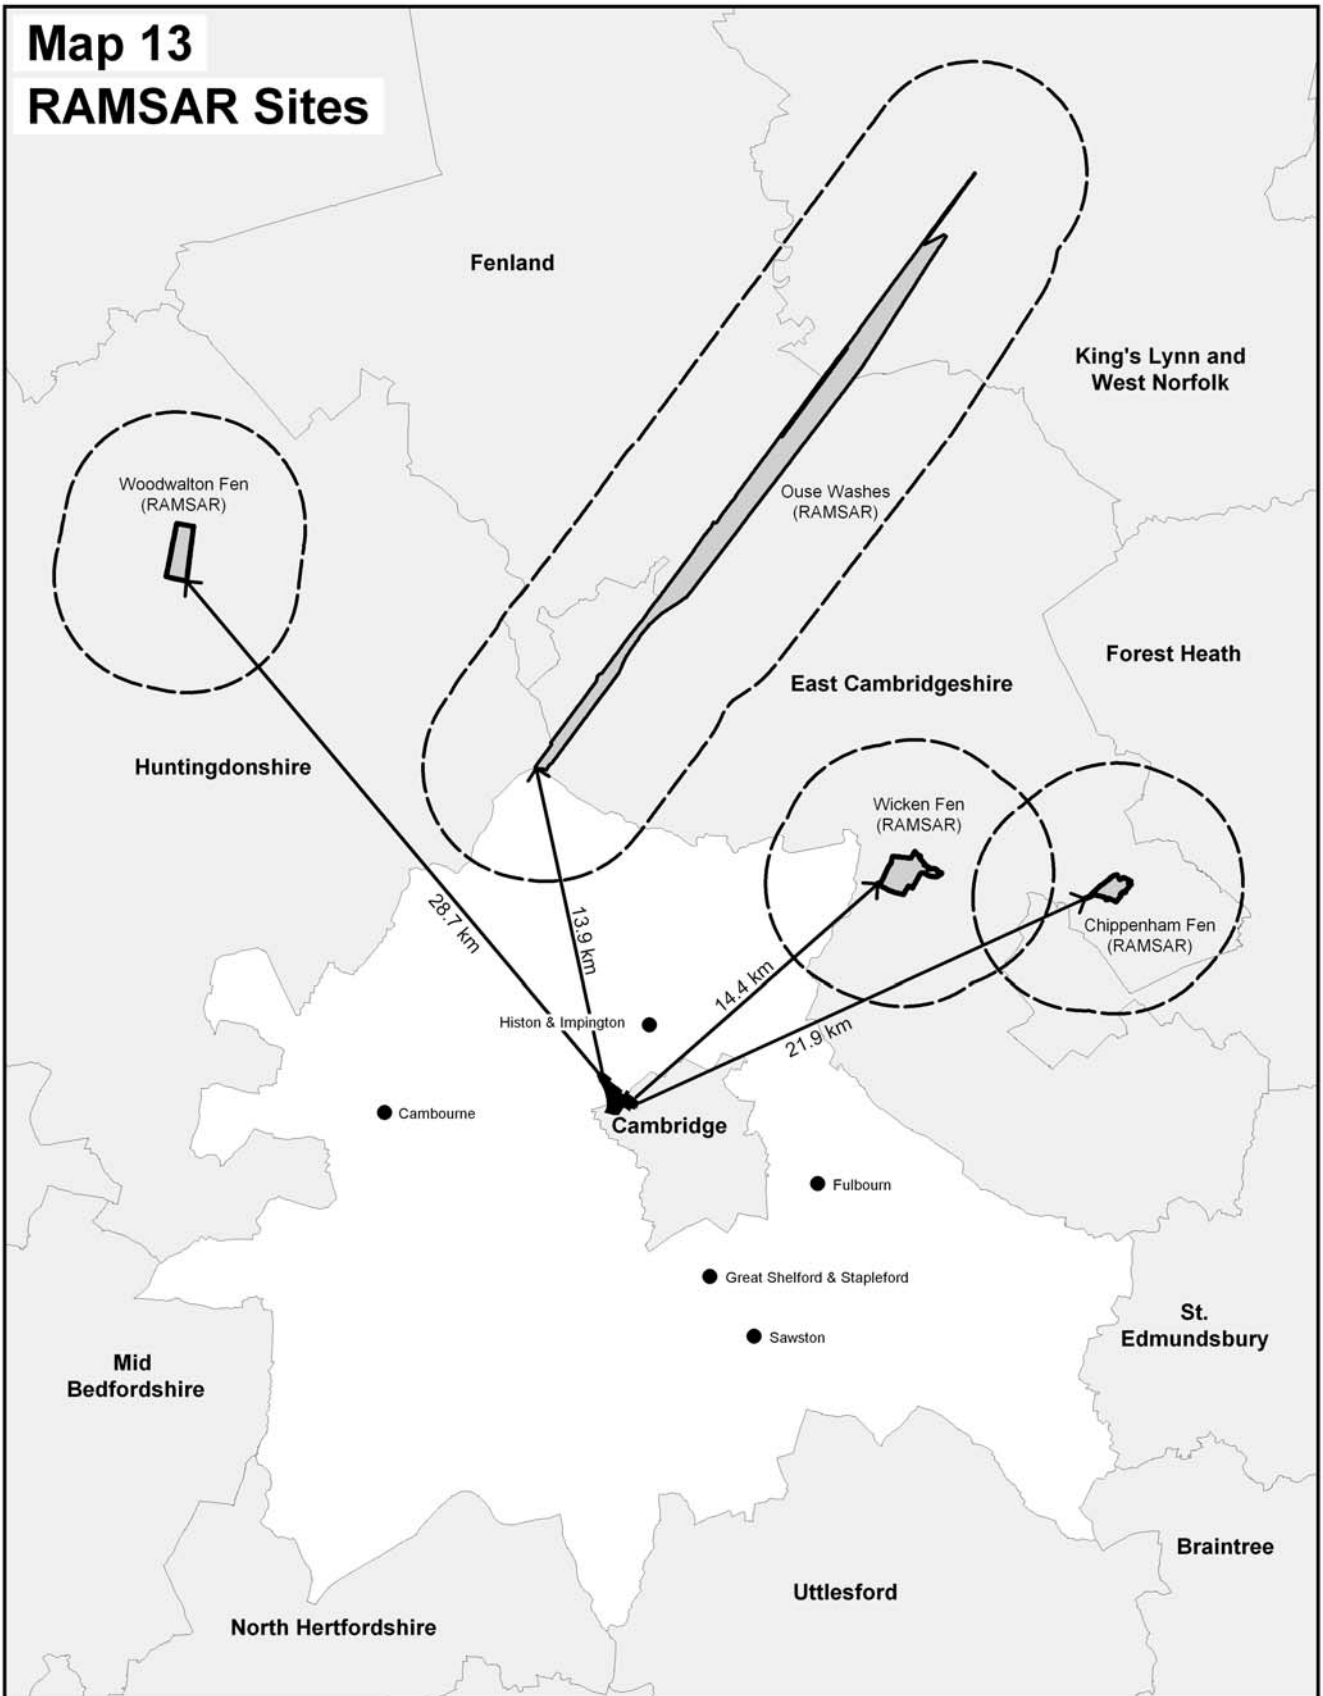 Map 13
RAMSAR Sites
Fenland
King's Lynn and
West Norfolk
Woodwalton Fen
(RAMSAR)
Ouse Washes
(RAMSAR)
Forest Heath
East Cambridgeshire
Huntingdonshire
Wicken Fen
(RAMSAR)
Chippenham Fen
(RAMSAR)
28.7 km
13.9 km
14.4 km
21.9 km
Histon & Impington
Cambourne
Cambridge
Fulbourn
Great Shelford & Stapleford
Sawston
St.
Edmundsbury
Mid
Bedfordshire
Braintree
Uttlesford
North Hertfordshire